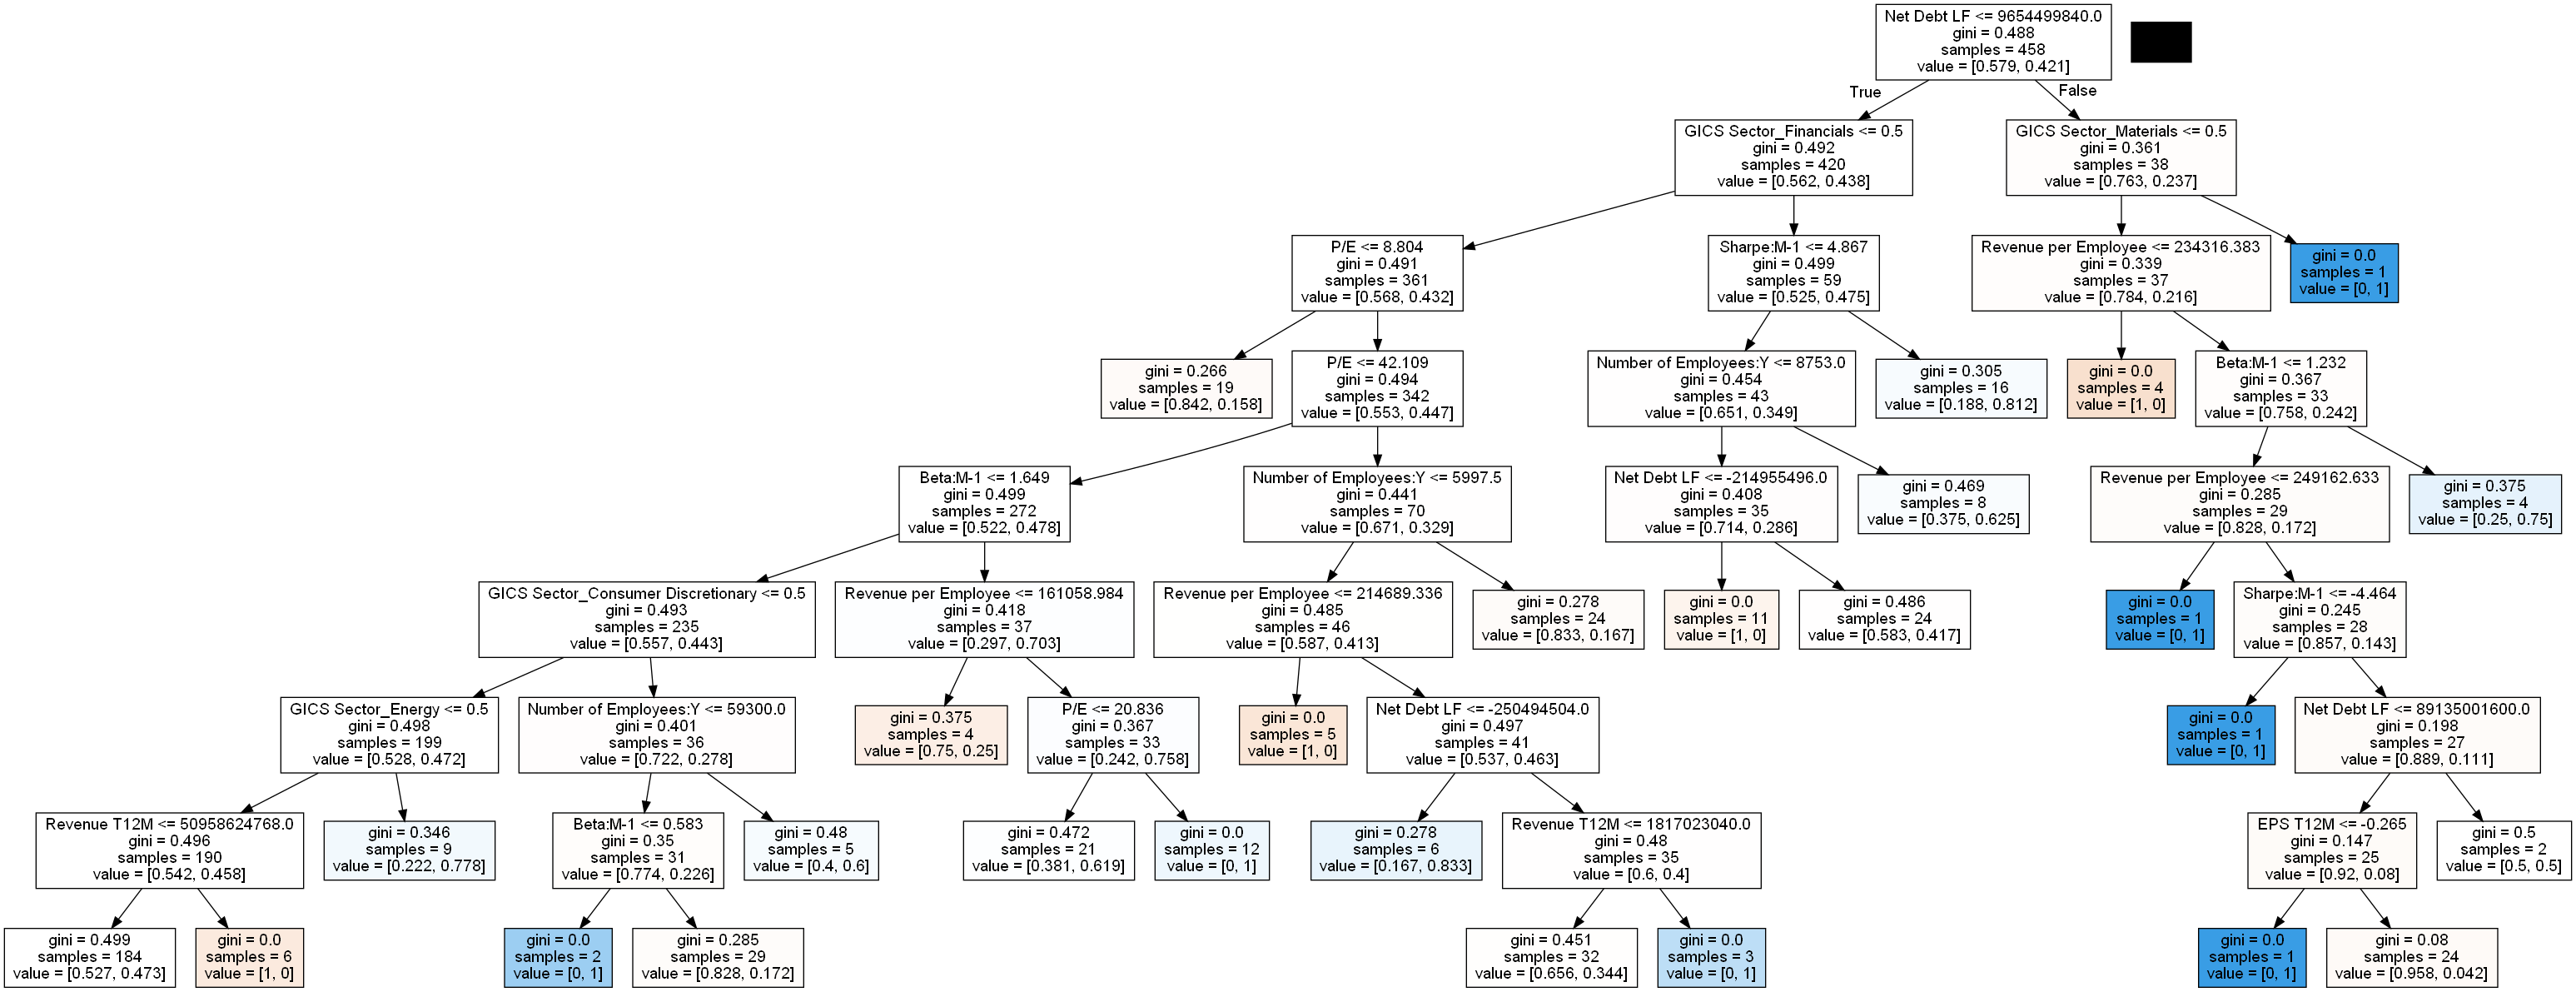 Net Debt LF <= 9654499840.0
gini = 0.488
samples = 458
value = [0.579, 0.421]
True
False
GICS Sector_Financials <= 0.5
gini = 0.492
samples = 420
value = [0.562, 0.438]
GICS Sector_Materials <= 0.5
gini = 0.361
samples = 38
value = [0.763, 0.237]
P/E <= 8.804
gini = 0.491
samples = 361
value = [0.568, 0.432]
Sharpe:M-1 <= 4.867
gini = 0.499
samples = 59
value = [0.525, 0.475]
Revenue per Employee <= 234316.383
gini = 0.339
samples = 37
value = [0.784, 0.216]
gini = 0.0
samples = 1
value = [0, 1]
gini = 0.266
samples = 19
value = [0.842, 0.158]
P/E <= 42.109
gini = 0.494
samples = 342
value = [0.553, 0.447]
Number of Employees:Y <= 8753.0
gini = 0.454
samples = 43
value = [0.651, 0.349]
gini = 0.305
samples = 16
value = [0.188, 0.812]
gini = 0.0
samples = 4
value = [1, 0]
Beta:M-1 <= 1.232
gini = 0.367
samples = 33
value = [0.758, 0.242]
Beta:M-1 <= 1.649
gini = 0.499
samples = 272
value = [0.522, 0.478]
Number of Employees:Y <= 5997.5
gini = 0.441
samples = 70
value = [0.671, 0.329]
Net Debt LF <= -214955496.0
gini = 0.408
samples = 35
value = [0.714, 0.286]
gini = 0.469
samples = 8
value = [0.375, 0.625]
Revenue per Employee <= 249162.633
gini = 0.285
samples = 29
value = [0.828, 0.172]
gini = 0.375
samples = 4
value = [0.25, 0.75]
GICS Sector_Consumer Discretionary <= 0.5
gini = 0.493
samples = 235
value = [0.557, 0.443]
Revenue per Employee <= 161058.984
gini = 0.418
samples = 37
value = [0.297, 0.703]
Revenue per Employee <= 214689.336
gini = 0.485
samples = 46
value = [0.587, 0.413]
gini = 0.278
samples = 24
value = [0.833, 0.167]
gini = 0.0
samples = 11
value = [1, 0]
gini = 0.486
samples = 24
value = [0.583, 0.417]
gini = 0.0
samples = 1
value = [0, 1]
Sharpe:M-1 <= -4.464
gini = 0.245
samples = 28
value = [0.857, 0.143]
GICS Sector_Energy <= 0.5
gini = 0.498
samples = 199
value = [0.528, 0.472]
Number of Employees:Y <= 59300.0
gini = 0.401
samples = 36
value = [0.722, 0.278]
gini = 0.375
samples = 4
value = [0.75, 0.25]
P/E <= 20.836
gini = 0.367
samples = 33
value = [0.242, 0.758]
gini = 0.0
samples = 5
value = [1, 0]
Net Debt LF <= -250494504.0
gini = 0.497
samples = 41
value = [0.537, 0.463]
gini = 0.0
samples = 1
value = [0, 1]
Net Debt LF <= 89135001600.0
gini = 0.198
samples = 27
value = [0.889, 0.111]
Revenue T12M <= 50958624768.0
gini = 0.496
samples = 190
value = [0.542, 0.458]
gini = 0.346
samples = 9
value = [0.222, 0.778]
Beta:M-1 <= 0.583
gini = 0.35
samples = 31
value = [0.774, 0.226]
gini = 0.48
samples = 5
value = [0.4, 0.6]
gini = 0.472
samples = 21
value = [0.381, 0.619]
gini = 0.0
samples = 12
value = [0, 1]
gini = 0.278
samples = 6
value = [0.167, 0.833]
Revenue T12M <= 1817023040.0
gini = 0.48
samples = 35
value = [0.6, 0.4]
EPS T12M <= -0.265
gini = 0.147
samples = 25
value = [0.92, 0.08]
gini = 0.5
samples = 2
value = [0.5, 0.5]
gini = 0.499
samples = 184
value = [0.527, 0.473]
gini = 0.0
samples = 6
value = [1, 0]
gini = 0.0
samples = 2
value = [0, 1]
gini = 0.285
samples = 29
value = [0.828, 0.172]
gini = 0.451
samples = 32
value = [0.656, 0.344]
gini = 0.0
samples = 3
value = [0, 1]
gini = 0.0
samples = 1
value = [0, 1]
gini = 0.08
samples = 24
value = [0.958, 0.042]